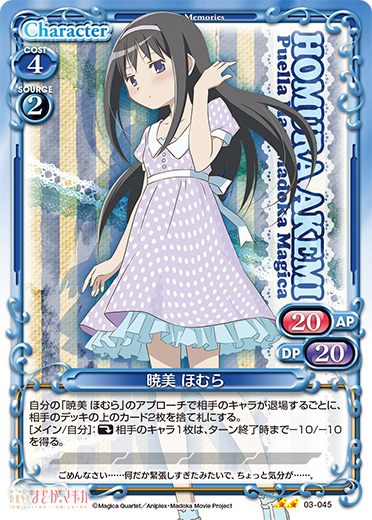 Memories
Character
COST
4
SOURCE
2
HOMURA AKEMI
Puella Magi Madoka Magica
20 AP
DP 20
暁美 ほむら
自分の「暁美 ほむら」のアプローチで相手のキャラが退場するごとに、
相手のデッキの上のカード2枚を捨て札にする。
[メイン/自分]: 相手のキャラ1枚は、ターン終了時まで-10/-10
を得る。
ごめんなさい……何だか緊張しすぎたみたいで、ちょっと気分が……
まどか☆マギカ
©Magica Quartet/Aniplex・Madoka Movie Project
03-045